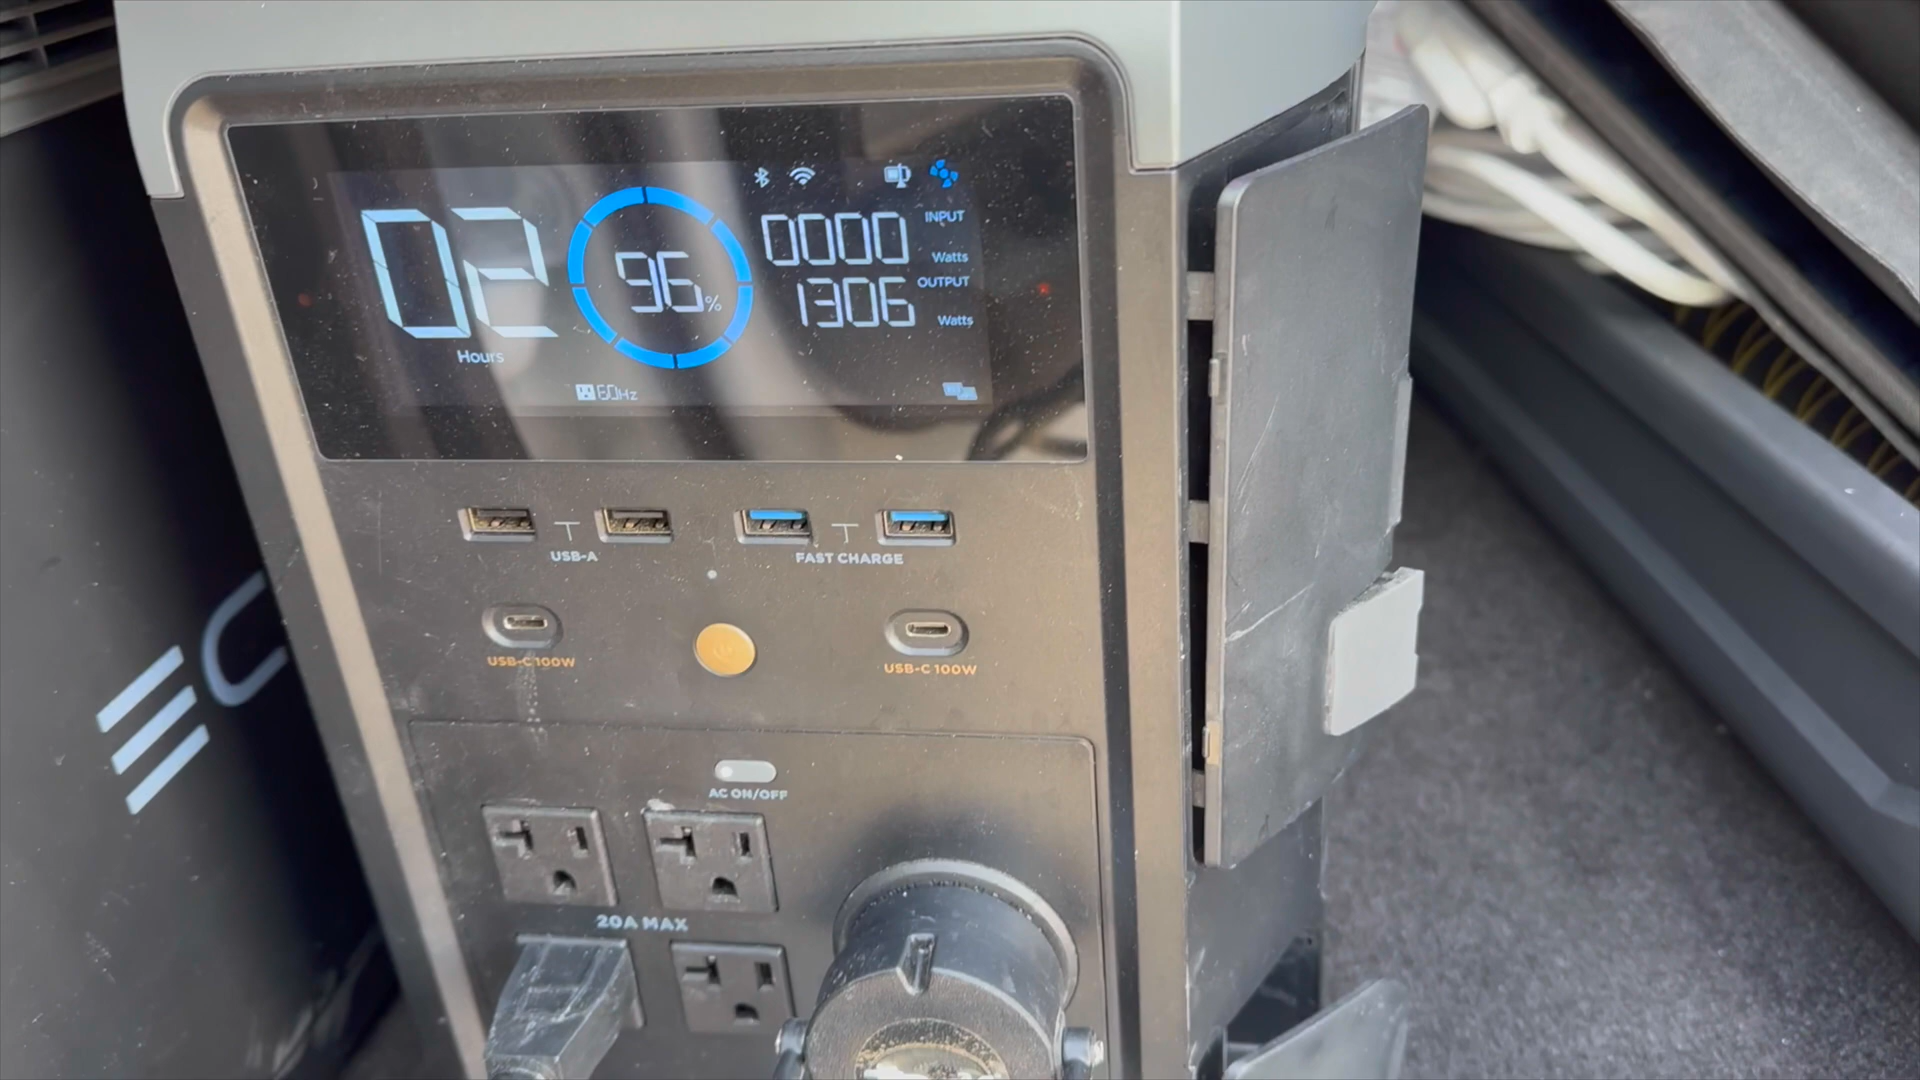 02
Hours
96%
0000
INPUT
Watts
1306
OUTPUT
Watts
60Hz
USB-A
FAST CHARGE
USB-C 100W
USB-C 100W
AC ON/OFF
20A MAX
EC